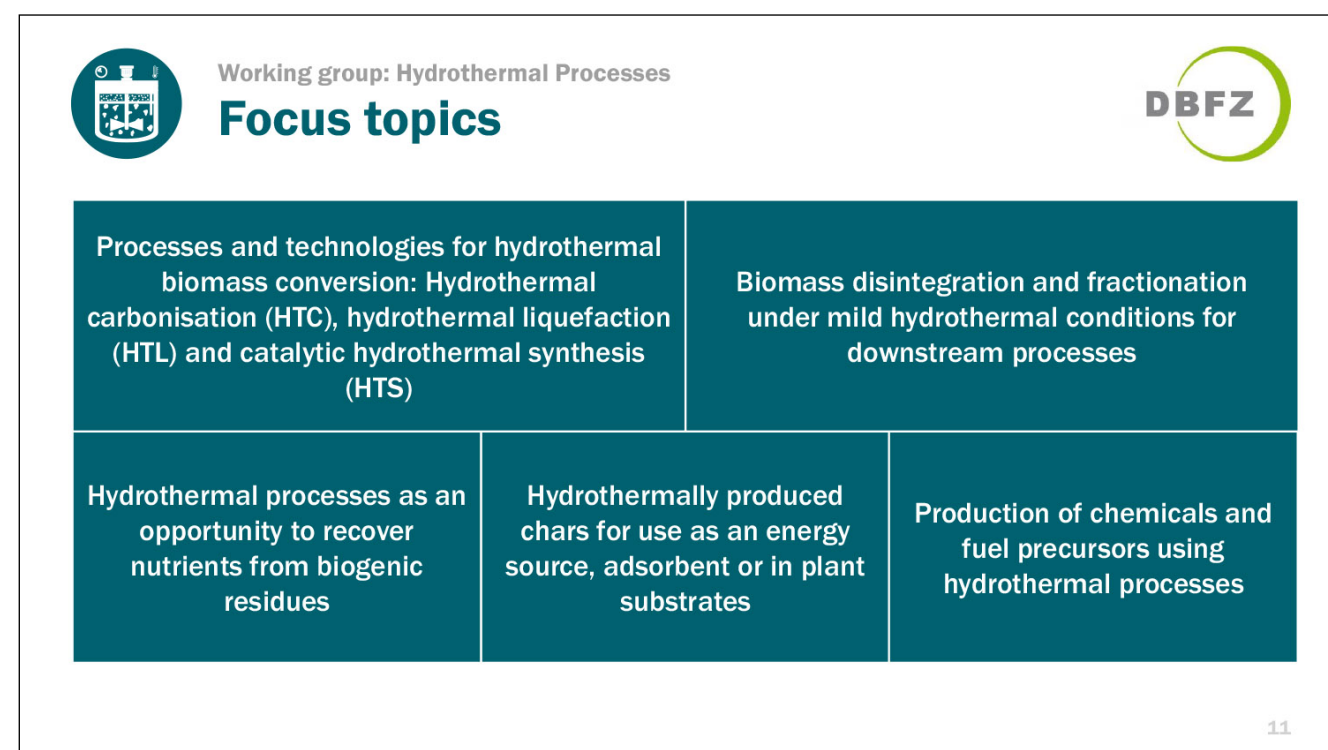 Working group: Hydrothermal Processes
Focus topics
DBFZ
Processes and technologies for hydrothermal
biomass conversion: Hydrothermal
carbonisation (HTC), hydrothermal liquefaction
(HTL) and catalytic hydrothermal synthesis
(HTS)
Biomass disintegration and fractionation
under mild hydrothermal conditions for
downstream processes
Hydrothermal processes as an
opportunity to recover
nutrients from biogenic
residues
Hydrothermally produced
chars for use as an energy
source, adsorbent or in plant
substrates
Production of chemicals and
fuel precursors using
hydrothermal processes
11